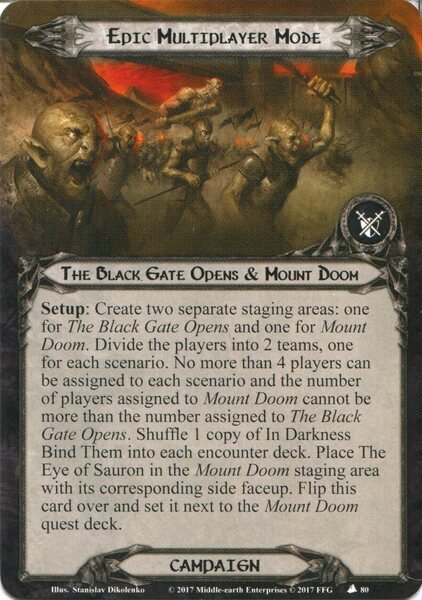 Epic Multiplayer Mode
The Black Gate Opens & Mount Doom
Setup: Create two separate staging areas: one
for The Black Gate Opens and one for Mount
Doom. Divide the players into 2 teams, one
for each scenario. No more than 4 players can
be assigned to each scenario and the number
of players assigned to Mount Doom cannot be
more than the number assigned to The Black
Gate Opens. Shuffle 1 copy of In Darkness
Bind Them into each encounter deck. Place The
Eye of Sauron in the Mount Doom staging area
with its corresponding side faceup. Flip this
card over and set it next to the Mount Doom
quest deck.
CAMPAIGN
Illus. Stanislav Dikolenko © 2017 Middle-earth Enterprises © 2017 FFG 80